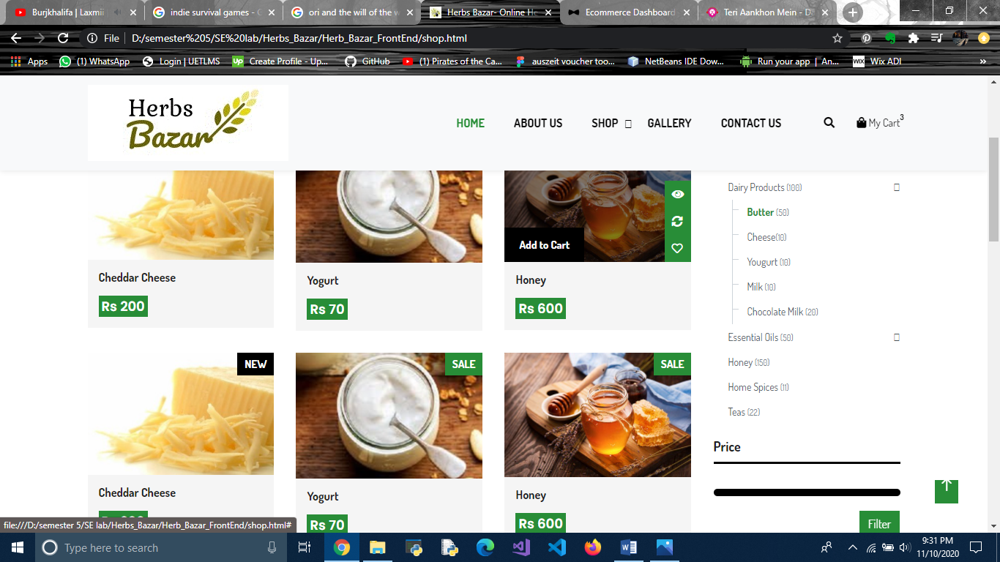 Burjkhalifa | Laxmii
indie survival games - G
ori and the will of the w
Herbs Bazar- Online He
Ecommerce Dashboard
Teri Aankhon Mein - Da
File D:/semester%205/SE%20lab/Herbs_Bazar/Herb_Bazar_FrontEnd/shop.html
Apps (1) WhatsApp Login | UETLMS Create Profile - Up... GitHub (1) Pirates of the Ca... auszeit voucher too... NetBeans IDE Dow... Run your app | An... Wix ADI »
Herbs
Bazar
HOME ABOUT US SHOP GALLERY CONTACT US My Cart 3
Add to Cart
Cheddar Cheese
Rs 200
Yogurt
Rs 70
Honey
Rs 600
NEW
Cheddar Cheese
SALE
Yogurt
Rs 70
SALE
Honey
Rs 600
Dairy Products (100)
Butter (50)
Cheese(10)
Yougurt (10)
Milk (10)
Chocolate Milk (20)
Essential Oils (50)
Honey (150)
Home Spices (11)
Teas (22)
Price
Filter
file:///D:/semester 5/SE lab/Herbs_Bazar/Herb_Bazar_FrontEnd/shop.html#
Type here to search
9:31 PM
11/10/2020